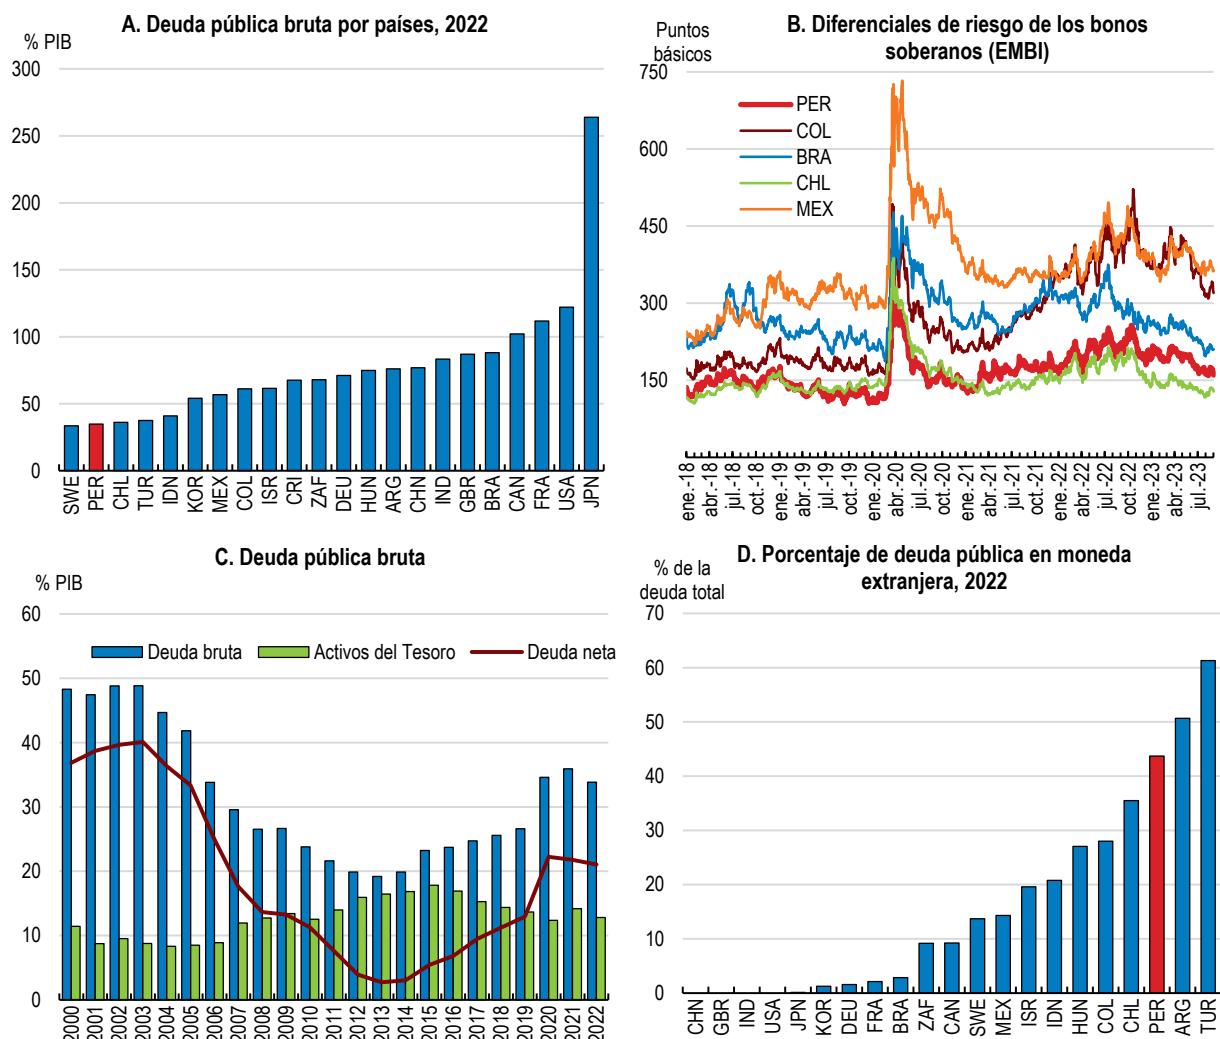 A. Deuda pública bruta por países, 2022
% PIB
300
250
200
150
100
50
0
SWE
PER
CHL
TUR
IDN
KOR
MEX
COL
ISR
CRI
ZAF
DEU
HUN
ARG
CHN
IND
GBR
BRA
CAN
FRA
USA
JPN
B. Diferenciales de riesgo de los bonos
soberanos (EMBI)
Puntos
básicos
750
600
450
300
150
PER
COL
BRA
CHL
MEX
ene.-18
abr.-18
jul.-18
oct.-18
ene.-19
abr.-19
jul.-19
oct.-19
ene.-20
abr.-20
jul.-20
oct.-20
ene.-21
abr.-21
jul.-21
oct.-21
ene.-22
abr.-22
jul.-22
oct.-22
ene.-23
abr.-23
jul.-23
C. Deuda pública bruta
% PIB
60
50
40
30
20
10
0
Deuda bruta
Activos del Tesoro
Deuda neta
2000
2001
2002
2003
2004
2005
2006
2007
2008
2009
2010
2011
2012
2013
2014
2015
2016
2017
2018
2019
2020
2021
2022
D. Porcentaje de deuda pública en moneda
extranjera, 2022
% de la
deuda total
70
60
50
40
30
20
10
0
CHN
GBR
IND
USA
JPN
KOR
DEU
FRA
BRA
ZAF
CAN
SWE
MEX
ISR
IDN
HUN
COL
CHL
PER
ARG
TUR